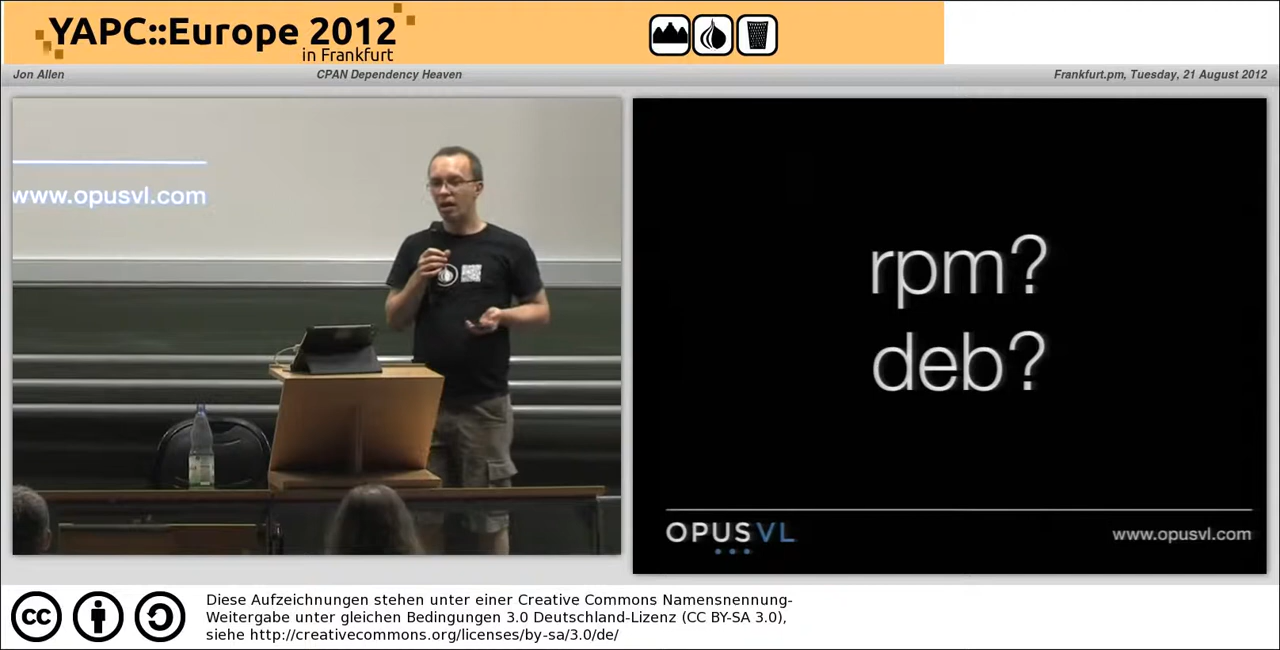 YAPC::Europe 2012
in Frankfurt
Jon Allen
CPAN Dependency Heaven
Frankfurt.pm, Tuesday, 21 August 2012
www.opusvl.com
rpm?
deb?
OPUSVL
www.opusvl.com
cc
Diese Aufzeichnungen stehen unter einer Creative Commons Namensnennung-
Weitergabe unter gleichen Bedingungen 3.0 Deutschland-Lizenz (CC BY-SA 3.0),
siehe http://creativecommons.org/licenses/by-sa/3.0/de/